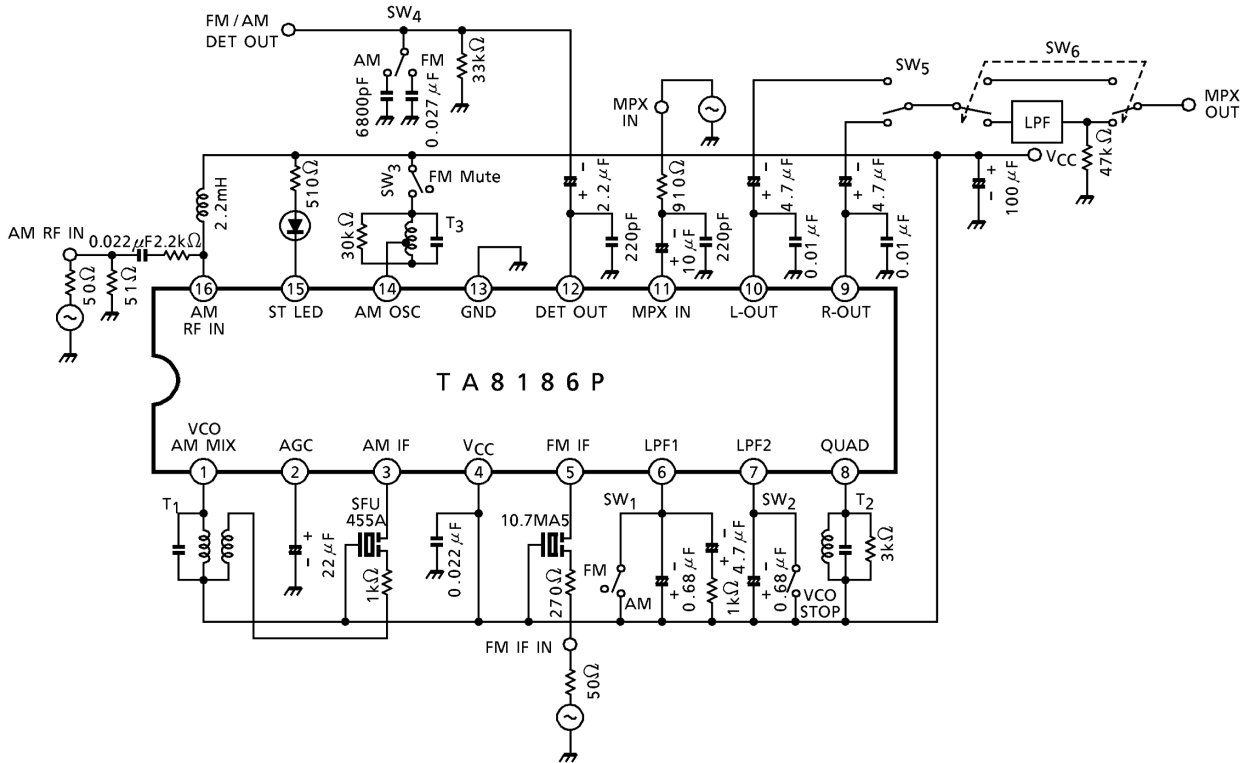 FM / AM
DET OUT
SW4
AM
FM
6800pF
0.027 μF
33kΩ
MPX
IN
SW5
SW6
LPF
MPX
OUT
47kΩ
VCC
2.2mH
510Ω
SW3
FM Mute
2.2 μF
910Ω
4.7 μF
4.7 μF
100 μF
30kΩ
T3
220pF
10 μF
220pF
0.01 μF
0.01 μF
AM RF IN
0.022 μF
2.2kΩ
50Ω
51Ω
16
15
14
13
12
11
10
9
AM
RF IN
ST LED
AM OSC
GND
DET OUT
MPX IN
L-OUT
R-OUT
TA8186P
VCO
AM MIX
AGC
AM IF
VCC
FM IF
LPF1
LPF2
QUAD
1
2
3
4
5
6
7
8
T1
22 μF
SFU
455A
1kΩ
0.022 μF
10.7MA5
270Ω
SW1
FM
AM
0.68 μF
4.7 μF
1kΩ
SW2
0.68 μF
VCO
STOP
T2
3kΩ
FM IF IN
50Ω